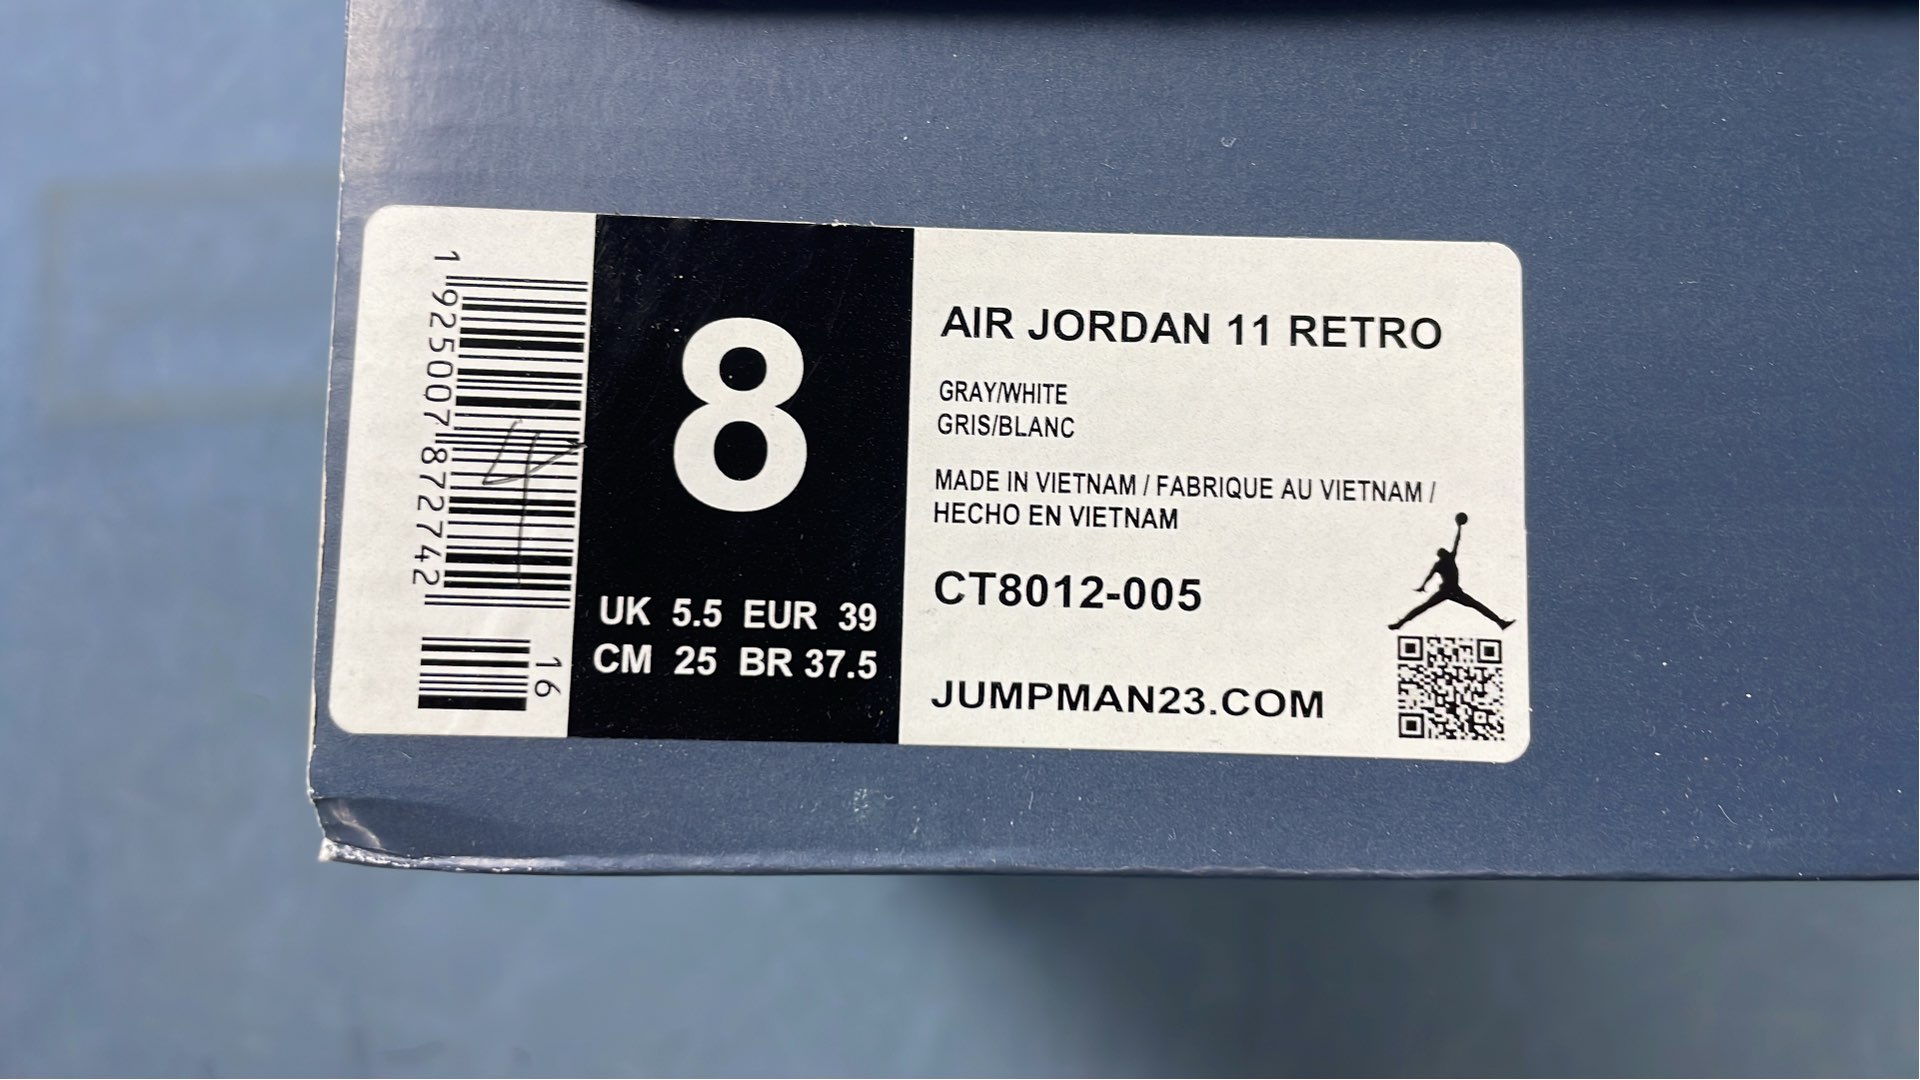 1 92500 787274 2
16
4
8
UK 5.5 EUR 39
CM 25 BR 37.5
AIR JORDAN 11 RETRO
GRAY/WHITE
GRIS/BLANC
MADE IN VIETNAM / FABRIQUE AU VIETNAM /
HECHO EN VIETNAM
CT8012-005
JUMPMAN23.COM